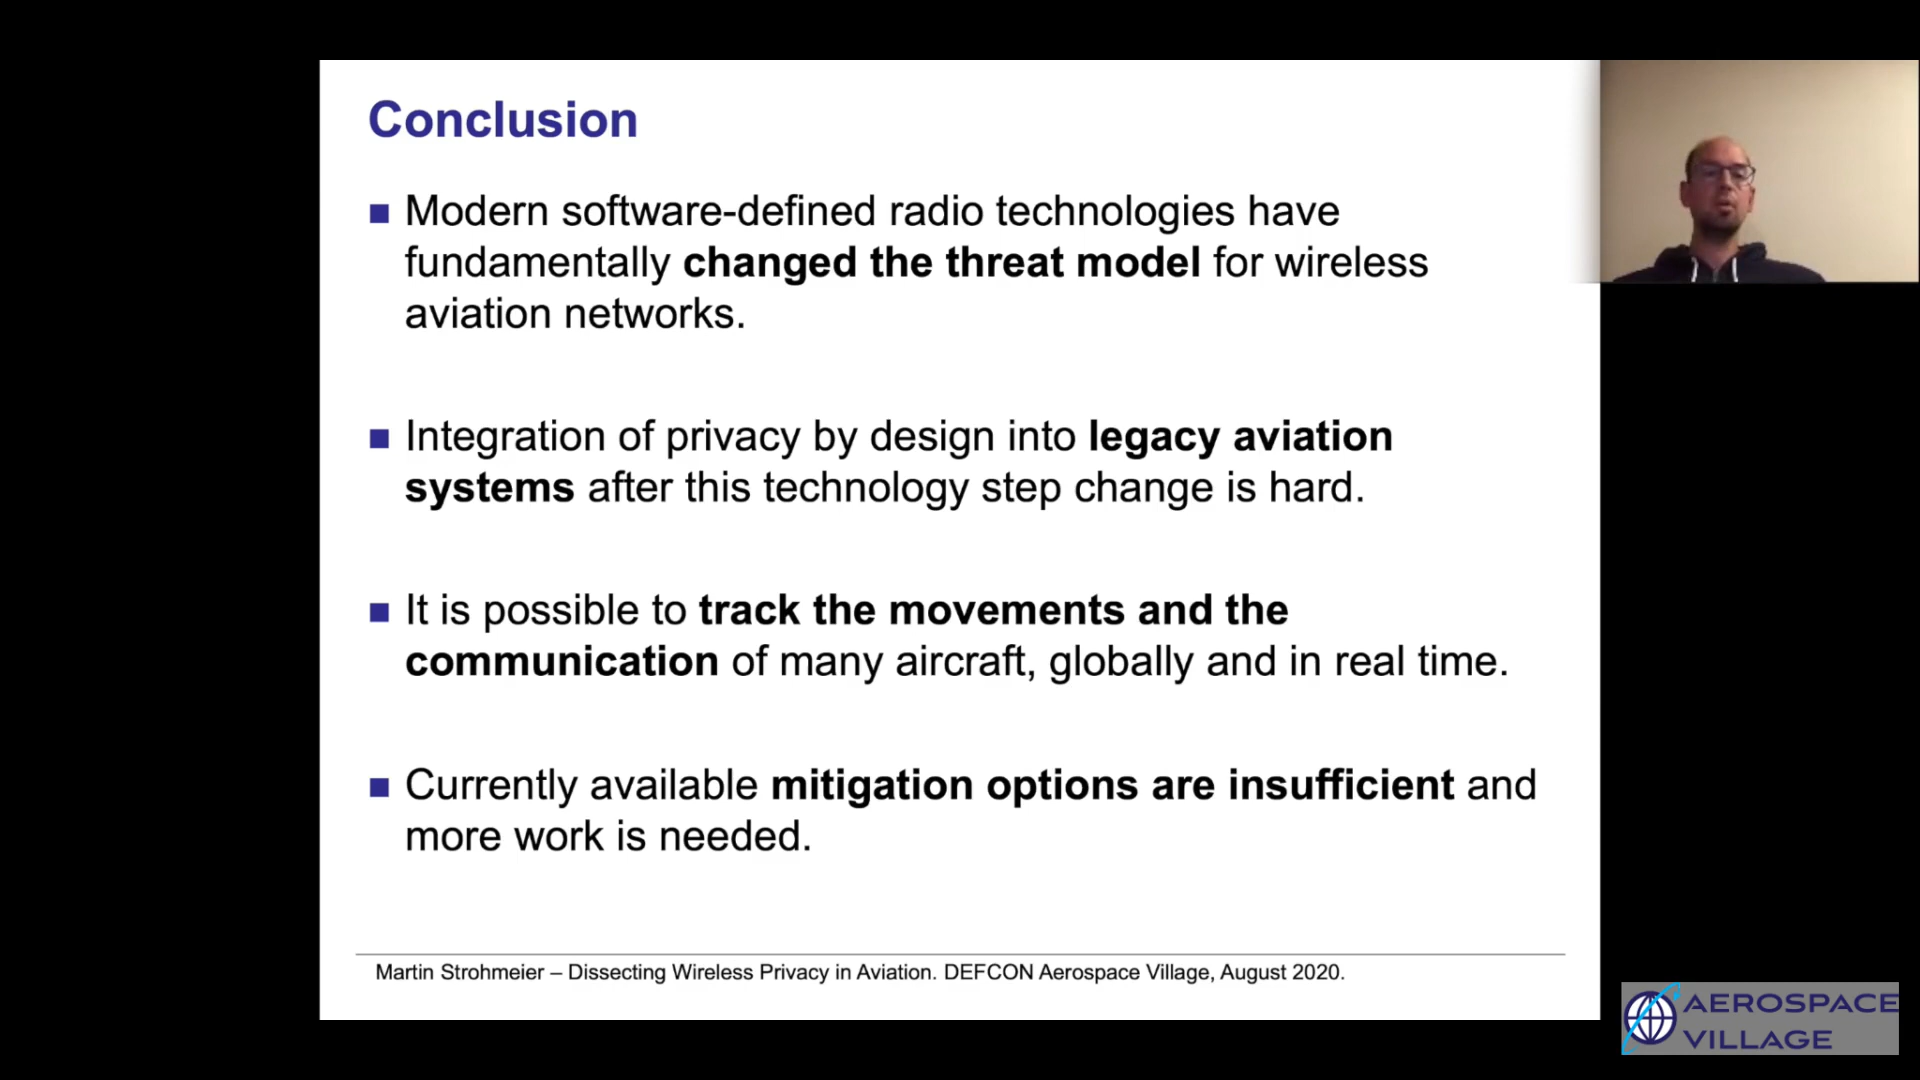 Conclusion
Modern software-defined radio technologies have
fundamentally changed the threat model for wireless
aviation networks.
Integration of privacy by design into legacy aviation
systems after this technology step change is hard.
It is possible to track the movements and the
communication of many aircraft, globally and in real time.
Currently available mitigation options are insufficient and
more work is needed.
Martin Strohmeier – Dissecting Wireless Privacy in Aviation. DEFCON Aerospace Village, August 2020.
AEROSPACE
VILLAGE